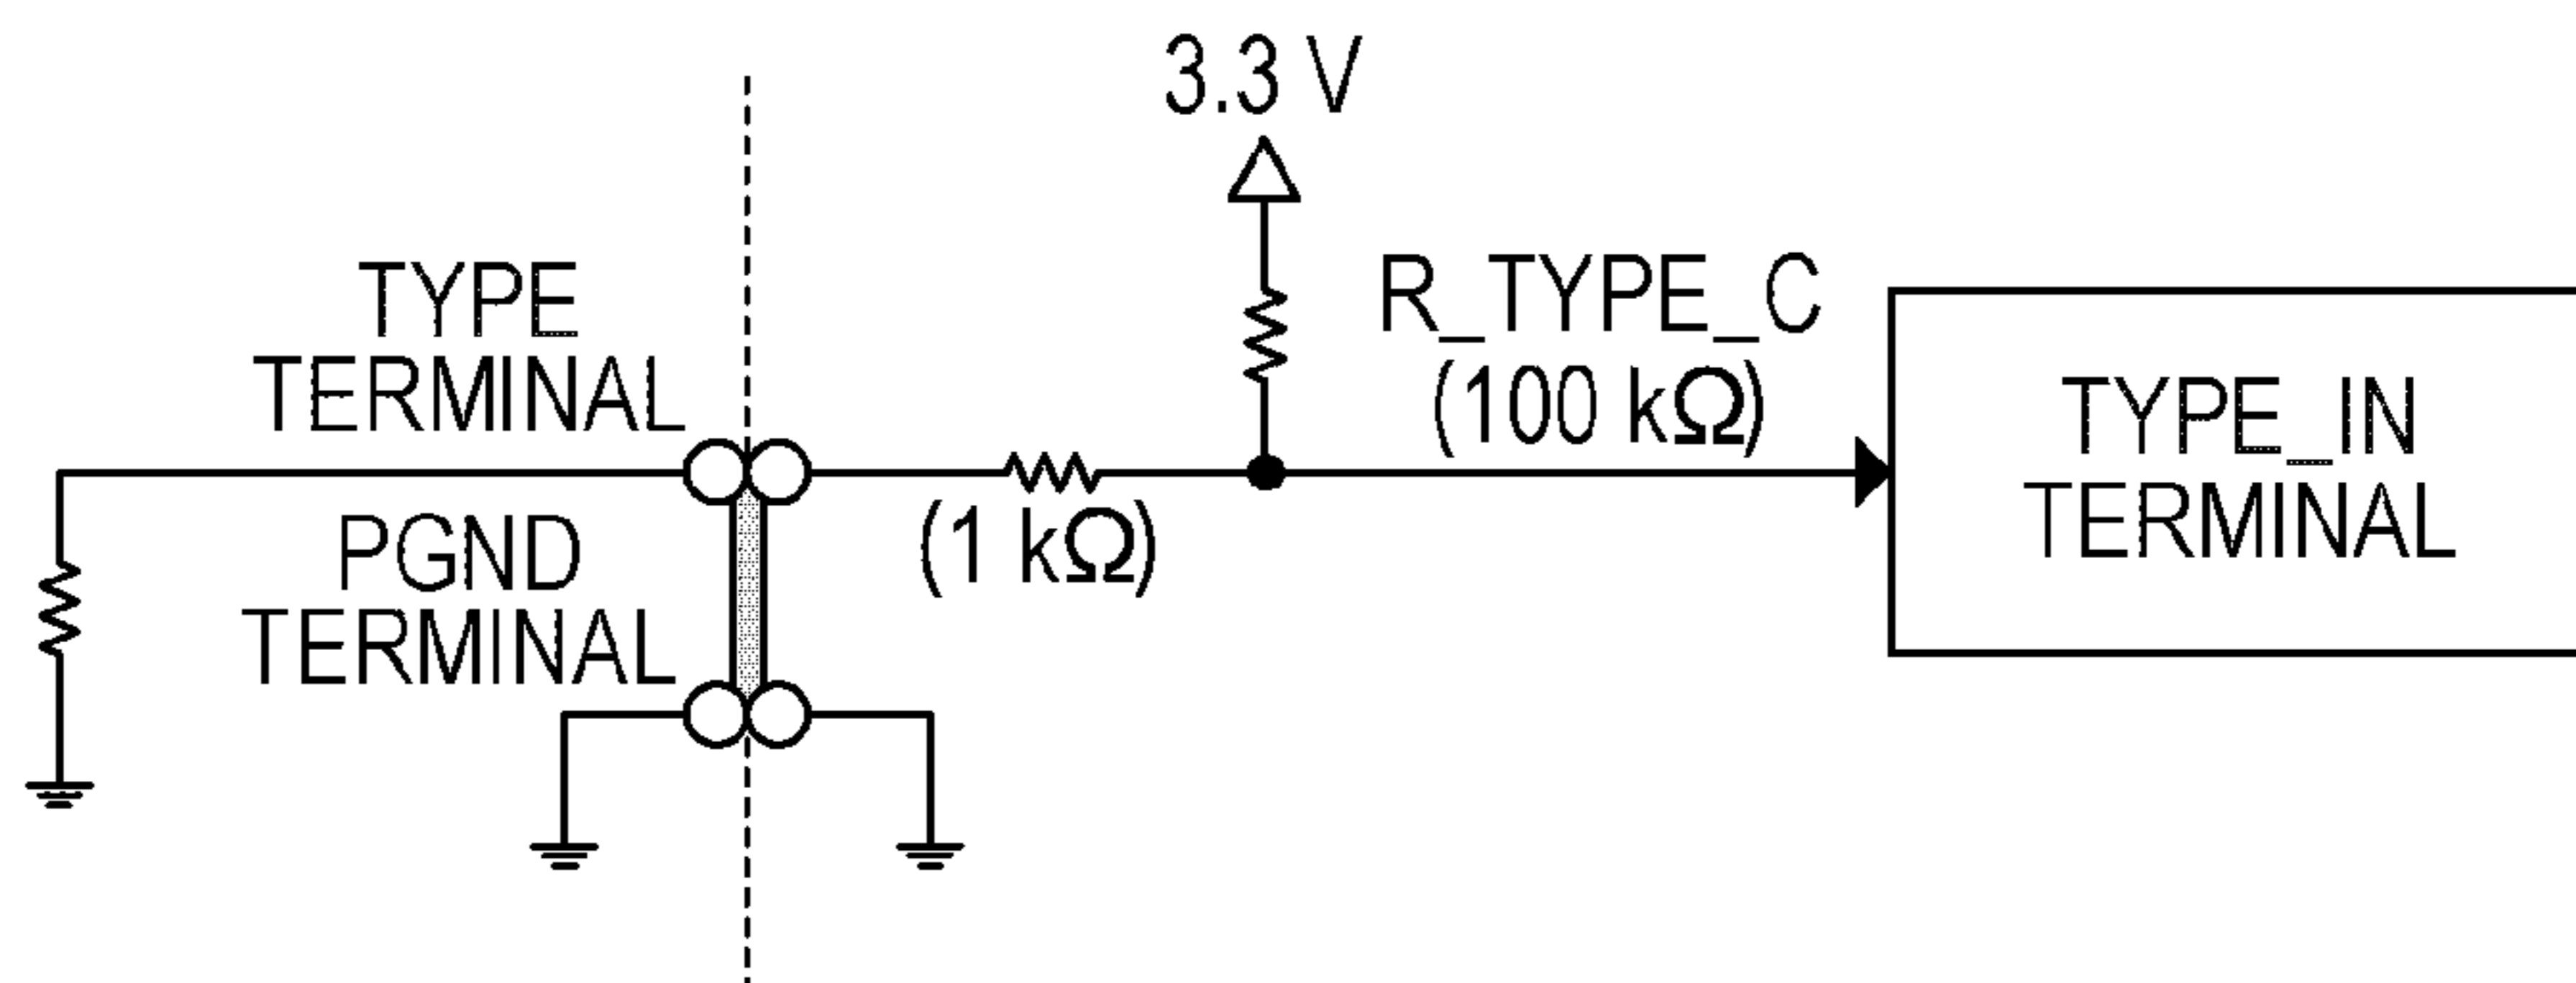 3.3 V
TYPE
TERMINAL
R_TYPE_C
(100 kΩ)
TYPE_IN
TERMINAL
PGND
TERMINAL
(1 kΩ)